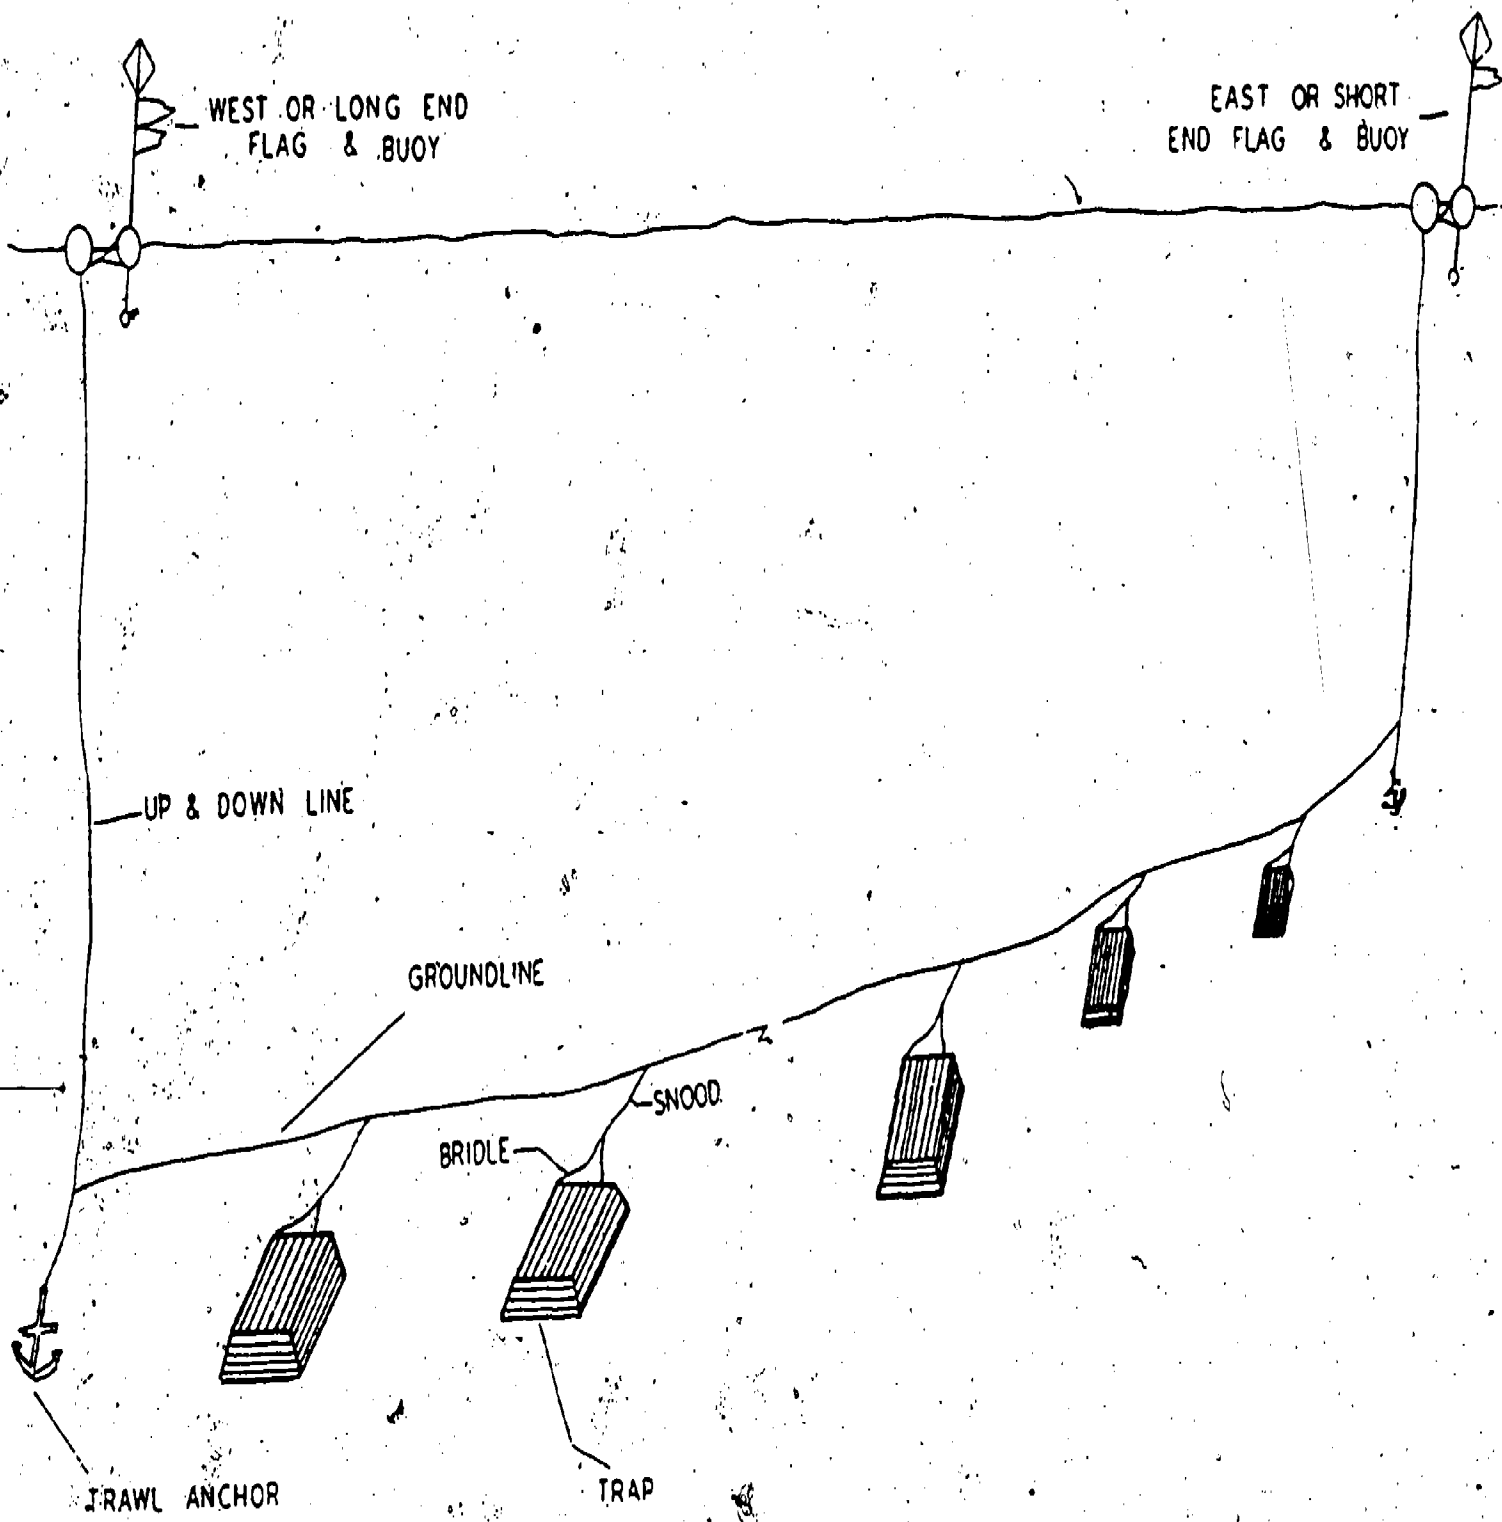 WEST OR LONG END
FLAG & BUOY
EAST OR SHORT
END FLAG & BUOY
UP & DOWN LINE
GROUNDLINE
SNOOD
BRIDLE
TRAWL ANCHOR
TRAP